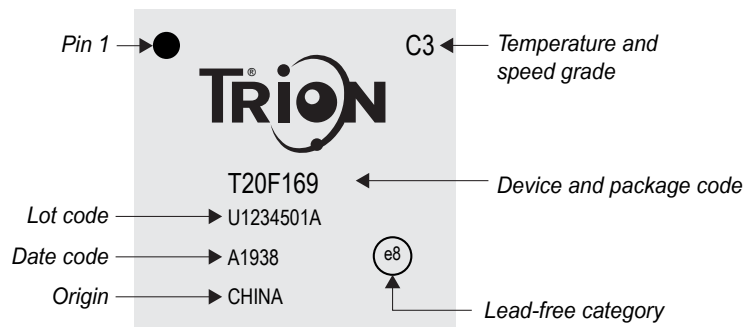 Pin 1
C3
Temperature and
speed grade
TRION®
T20F169
Device and package code
Lot code
U1234501A
Date code
A1938
e8
Origin
CHINA
Lead-free category